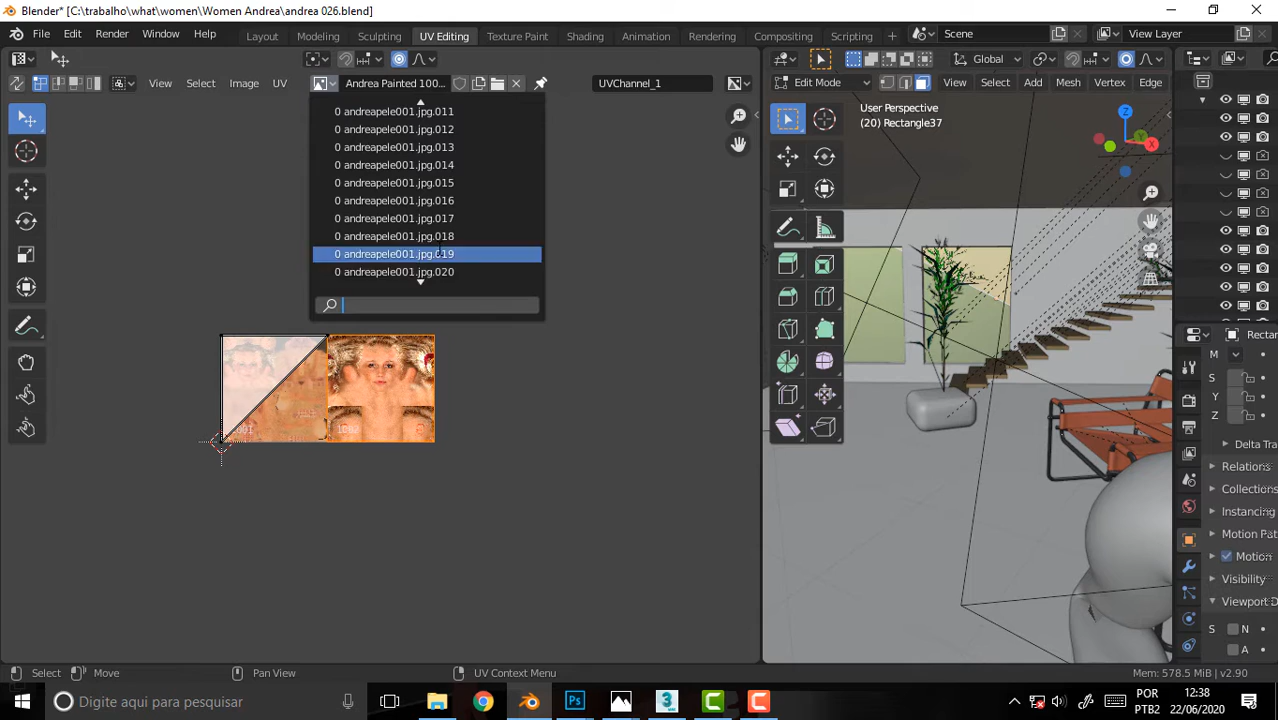 Blender* [C:\trabalho\what\women\Women Andrea\andrea 026.blend]
File Edit Render Window Help Layout Modeling Sculpting UV Editing Texture Paint Shading Animation Rendering Compositing Scripting Scene View Layer
View Select Image UV Andrea Painted 100... UVChannel_1 Global
Edit Mode View Select Add Mesh Vertex Edge
0 andreapele001.jpg.011
0 andreapele001.jpg.012
0 andreapele001.jpg.013
0 andreapele001.jpg.014
0 andreapele001.jpg.015
0 andreapele001.jpg.016
0 andreapele001.jpg.017
0 andreapele001.jpg.018
0 andreapele001.jpg.019
0 andreapele001.jpg.020
1002
User Perspective
(20) Rectangle37
Z
Y
X
Rectan
M
S
Y
Z
Delta Tra
Relations
Collections
Instancing
Motion Pat
Motion
Visibility
Viewport D
S N
A
Select Move Pan View UV Context Menu Mem: 578.5 MiB | v2.90
Digite aqui para pesquisar
POR
PTB2
12:38
22/06/2020